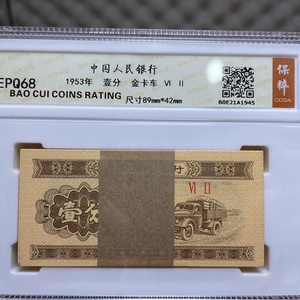 中国人民银行
EPQ68 1953年 壹分 金卡车 VI II
BAO CUI COINS RATING 尺寸89mm*42mm
B0E21A1945
保粹
CCGA
VI II
壹分